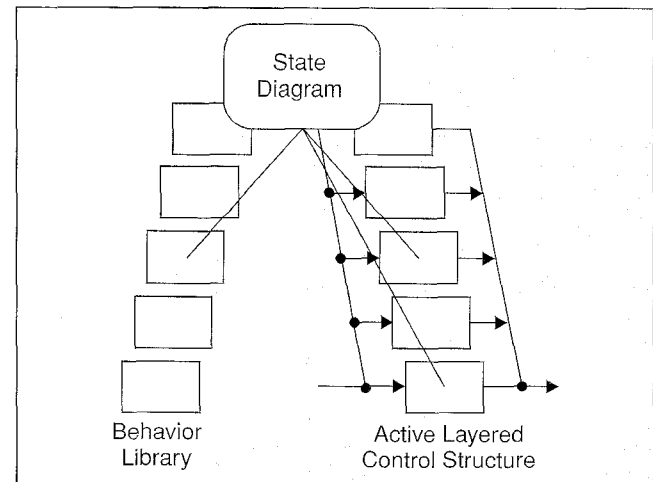 State
Diagram
Behavior
Library
Active Layered
Control Structure